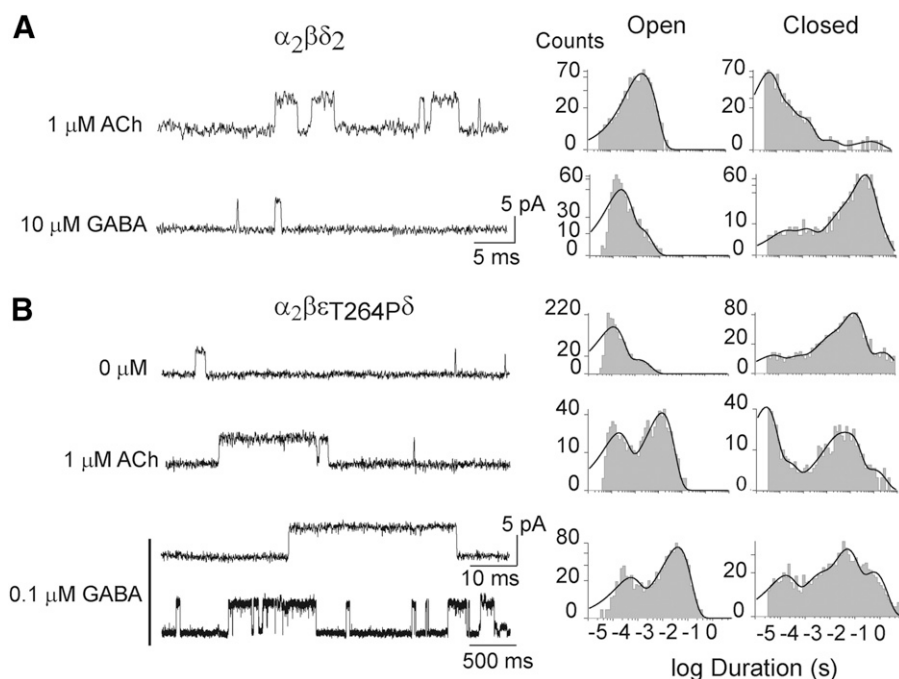 A
α2βδ2
Counts
Open
Closed
1 μM ACh
70
20
0
70
20
0
10 μM GABA
5 pA
5 ms
60
30
10
0
60
10
0
B
α2βεT264Pδ
0 μM
220
20
0
80
20
0
1 μM ACh
40
10
0
40
10
0
0.1 μM GABA
5 pA
10 ms
500 ms
80
20
0
20
0
-5 -4 -3 -2 -1 0
-5 -4 -3 -2 -1 0
log Duration (s)